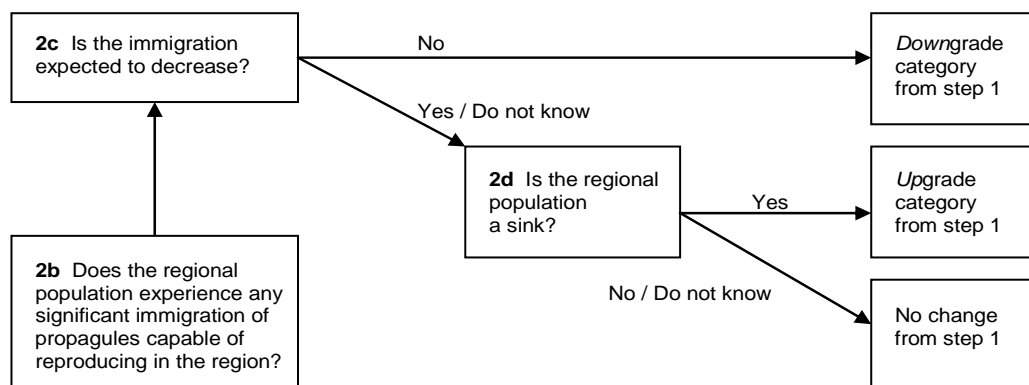 2c Is the immigration
expected to decrease?
No
Downgrade
category
from step 1
Yes / Do not know
2d Is the regional
population
a sink?
Yes
Upgrade
category
from step 1
2b Does the regional
population experience any
significant immigration of
propagules capable of
reproducing in the region?
No / Do not know
No change
from step 1